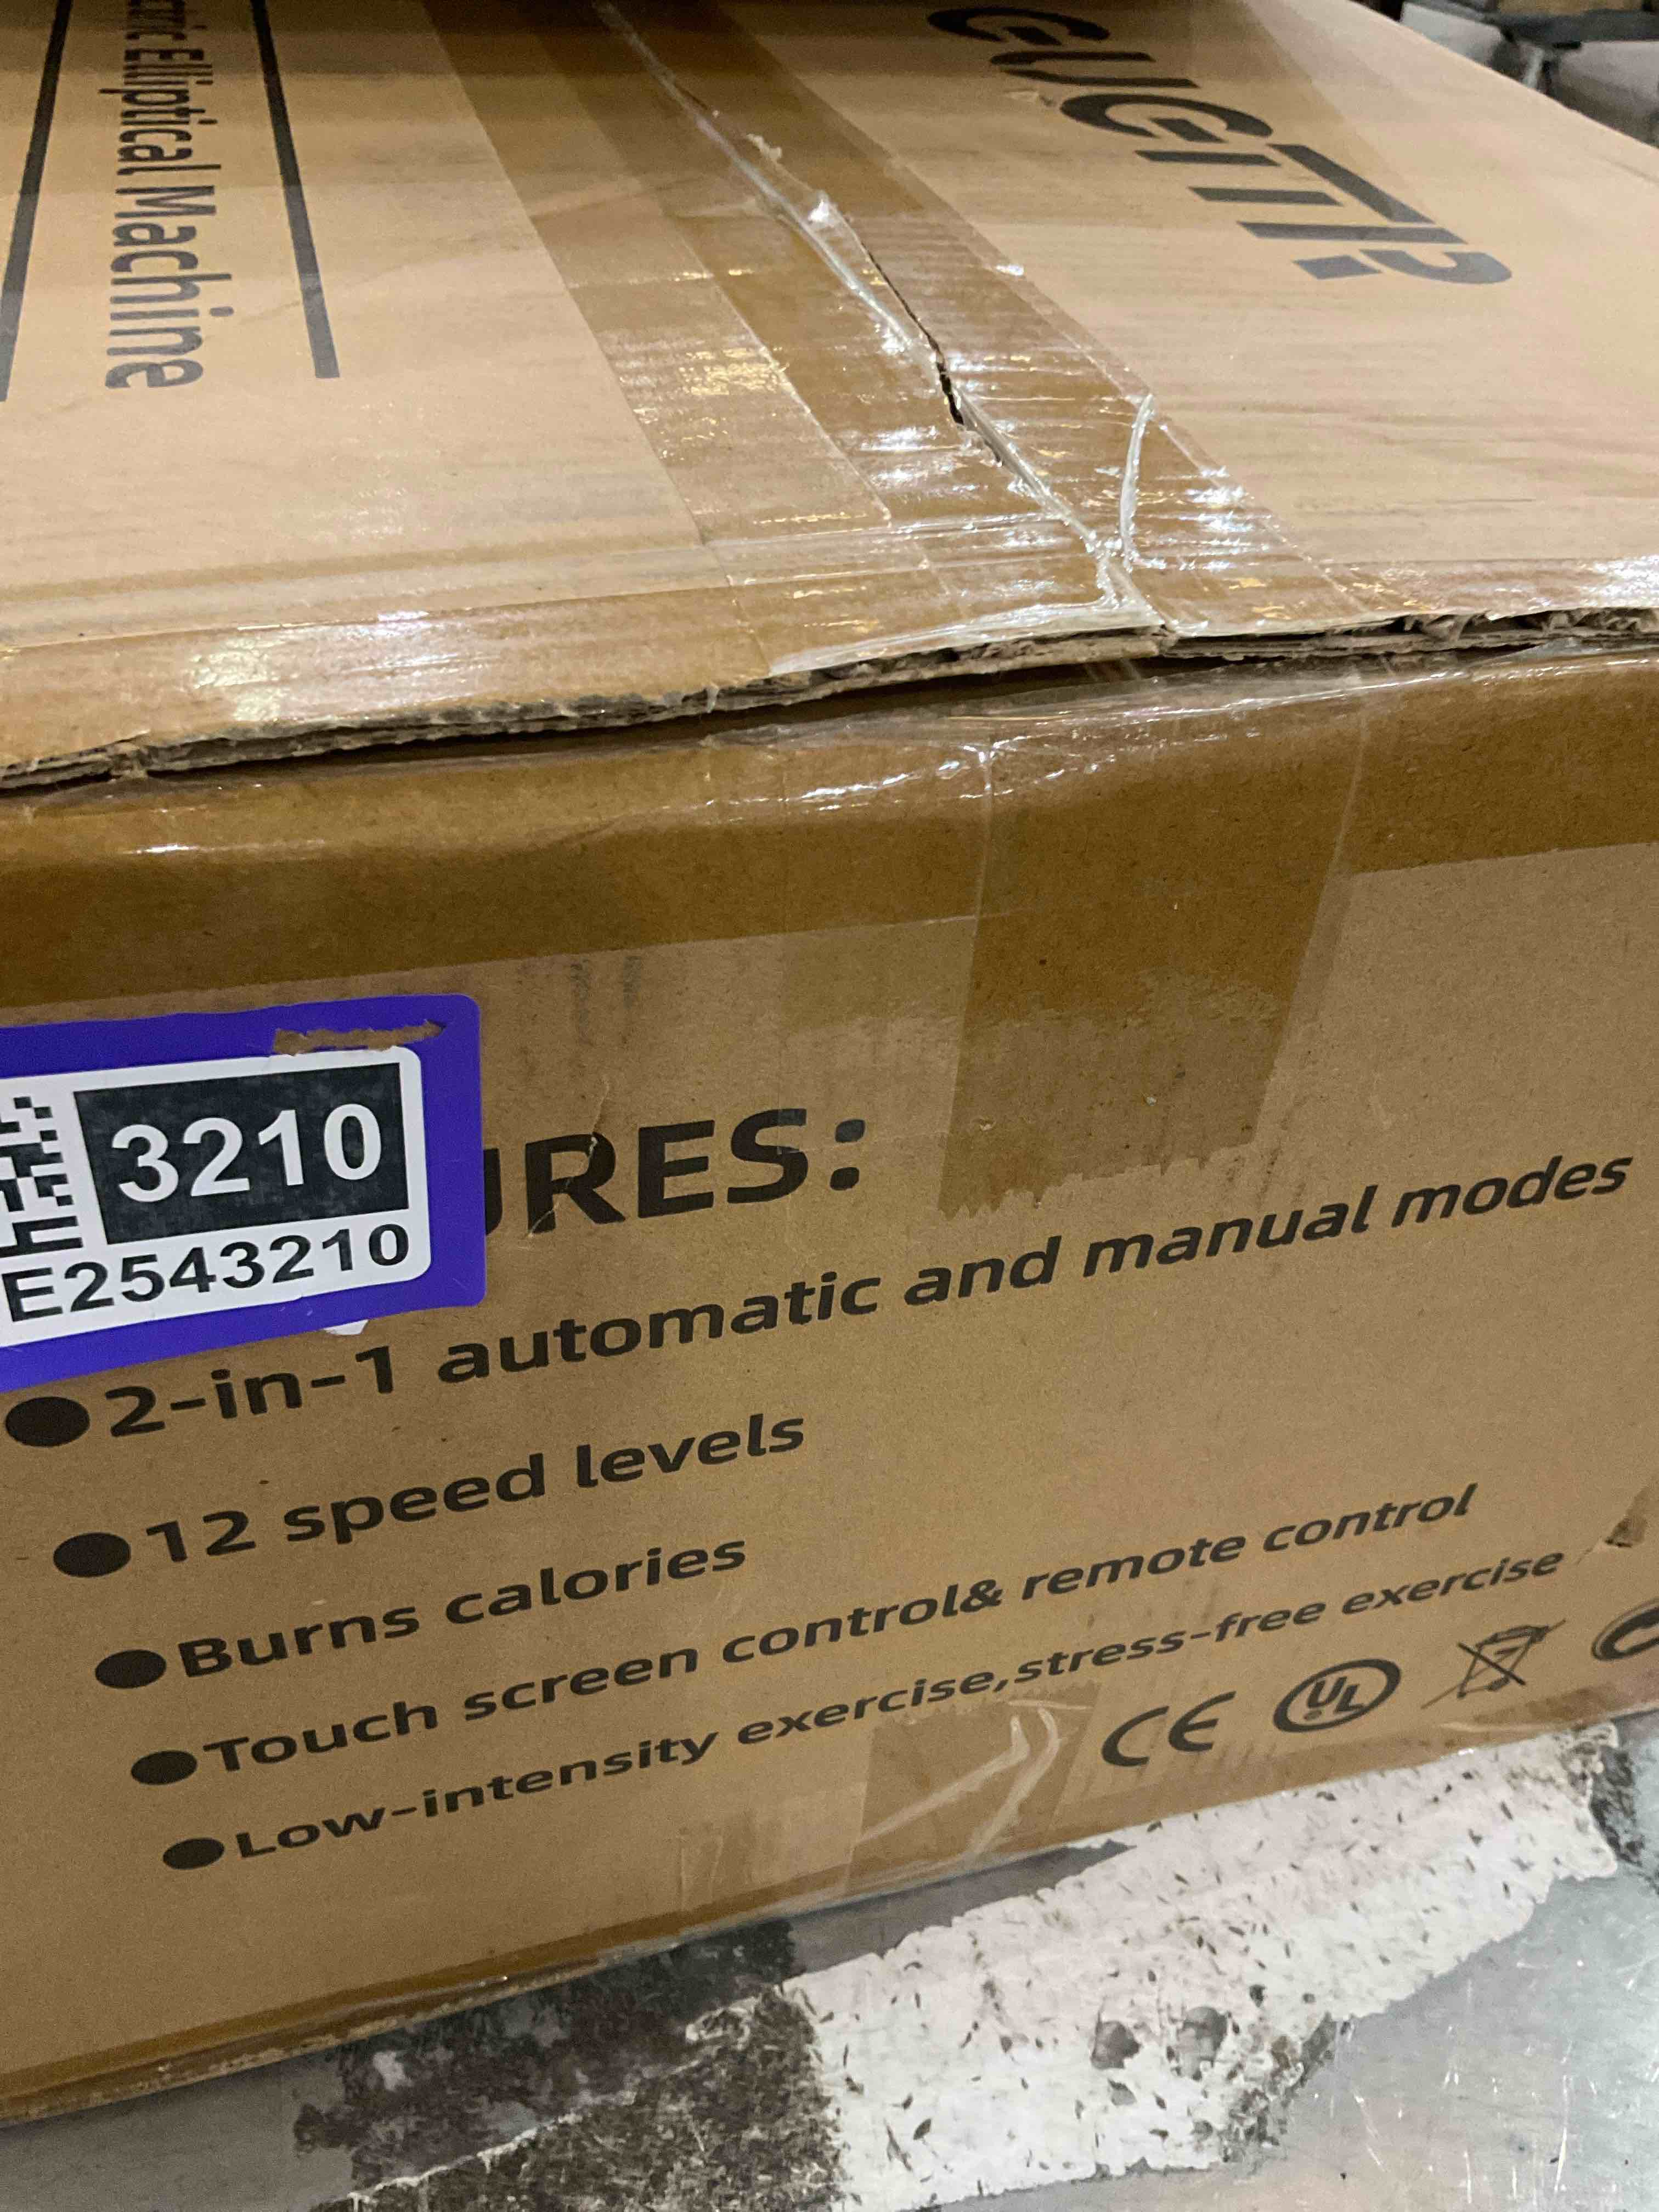 Elliptical Machine
3210
E2543210
URES:
●2-in-1 automatic and manual modes
●12 speed levels
●Burns calories
●Touch screen control& remote control
●Low-intensity exercise,stress-free exercise
CE UL